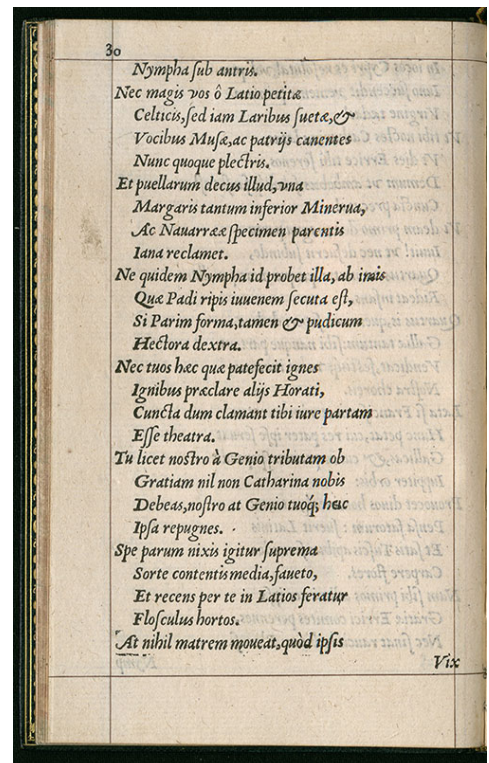 30
Nympha ſub antris.
Nec magis vos ô Latio petitæ
Celticis, ſed iam Laribus ſuetæ, &
Vocibus Muſæ, ac patrijs canentes
Nunc quoque plectris.
Et puellarum decus illud, vna
Margaris tantum inferior Minerua,
Ac Nauarrææ ſpecimen parentis
Iana reclamet.
Ne quidem Nympha id probet illa, ab imis
Quæ Padi ripis iuuenem ſecuta eſt,
Si Parim forma, tamen & pudicum
Hectora dextra.
Nec tuos hæc quæ patefecit ignes
Ignibus præclare alijs Horati,
Cuncta dum clamant tibi iure partam
Eſſe theatra.
Tu licet noſtro à Genio tributam ob
Gratiam nil non Catharina nobis
Debeas, noſtro at Genio tuoq́; hæc
Ipſa repugnes.
Spe parum nixis igitur ſuprema
Sorte contentis media, faueto,
Et recens per te in Latios feratur
Floſculus hortos.
At nihil matrem moueat, quòd ipſis
Vix